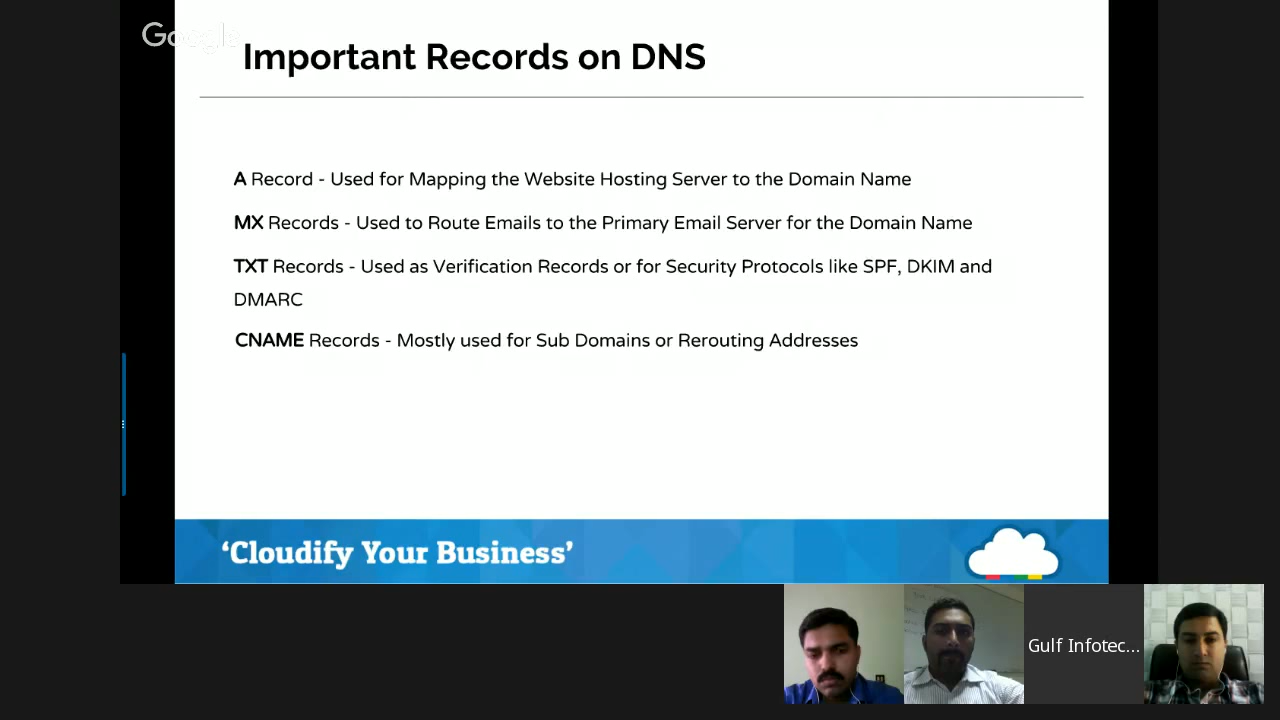 Google
Important Records on DNS
A Record - Used for Mapping the Website Hosting Server to the Domain Name
MX Records - Used to Route Emails to the Primary Email Server for the Domain Name
TXT Records - Used as Verification Records or for Security Protocols like SPF, DKIM and
DMARC
CNAME Records - Mostly used for Sub Domains or Rerouting Addresses
‘Cloudify Your Business’
Gulf Infotec...